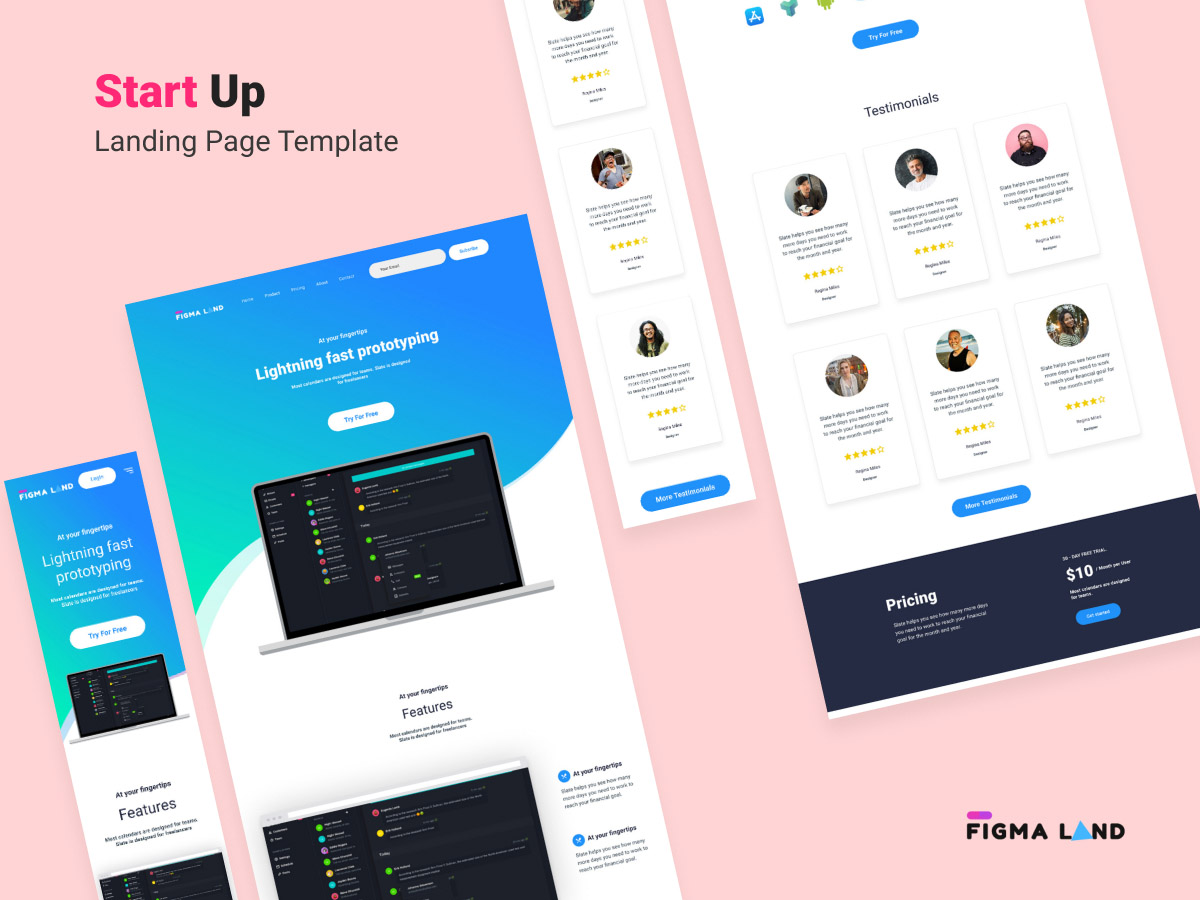 Start Up
Landing Page Template
FIGMA LAND
Login
At your fingertips
Lightning fast
prototyping
Most calendars are designed for teams.
Slate is designed for freelancers
Try For Free
At your fingertips
Features
Most calendars are designed for teams.
Slate is designed for freelancers
FIGMA LAND
Home
Product
Pricing
About
Contact
Your Email
Subscribe
At your fingertips
Lightning fast prototyping
Most calendars are designed for teams. Slate is designed
for freelancers
Try For Free
Today
At your fingertips
Features
Most calendars are designed for teams.
Slate is designed for freelancers
Today
At your fingertips
Slate helps you see how many
more days you need to work to
reach your financial goal.
At your fingertips
Slate helps you see how many
more days you need to work to
reach your financial goal.
Slate helps you see how many
more days you need to work
to reach your financial goal for
the month and year.
Regina Miles
Designer
Slate helps you see how many
more days you need to work
to reach your financial goal for
the month and year.
Regina Miles
Designer
Slate helps you see how many
more days you need to work
to reach your financial goal for
the month and year.
Regina Miles
Designer
More Testimonials
Try For Free
Testimonials
Slate helps you see how many
more days you need to work
to reach your financial goal for
the month and year.
Regina Miles
Designer
Slate helps you see how many
more days you need to work
to reach your financial goal for
the month and year.
Regina Miles
Designer
Slate helps you see how many
more days you need to work
to reach your financial goal for
the month and year.
Regina Miles
Designer
Slate helps you see how many
more days you need to work
to reach your financial goal for
the month and year.
Regina Miles
Designer
Slate helps you see how many
more days you need to work
to reach your financial goal for
the month and year.
Regina Miles
Designer
Slate helps you see how many
more days you need to work
to reach your financial goal for
the month and year.
Regina Miles
Designer
More Testimonials
Pricing
Slate helps you see how many more days
you need to work to reach your financial
goal for the month and year.
30 - DAY FREE TRIAL
$10 / Month per User
Most calendars are designed
for teams.
Get started
FIGMA LAND